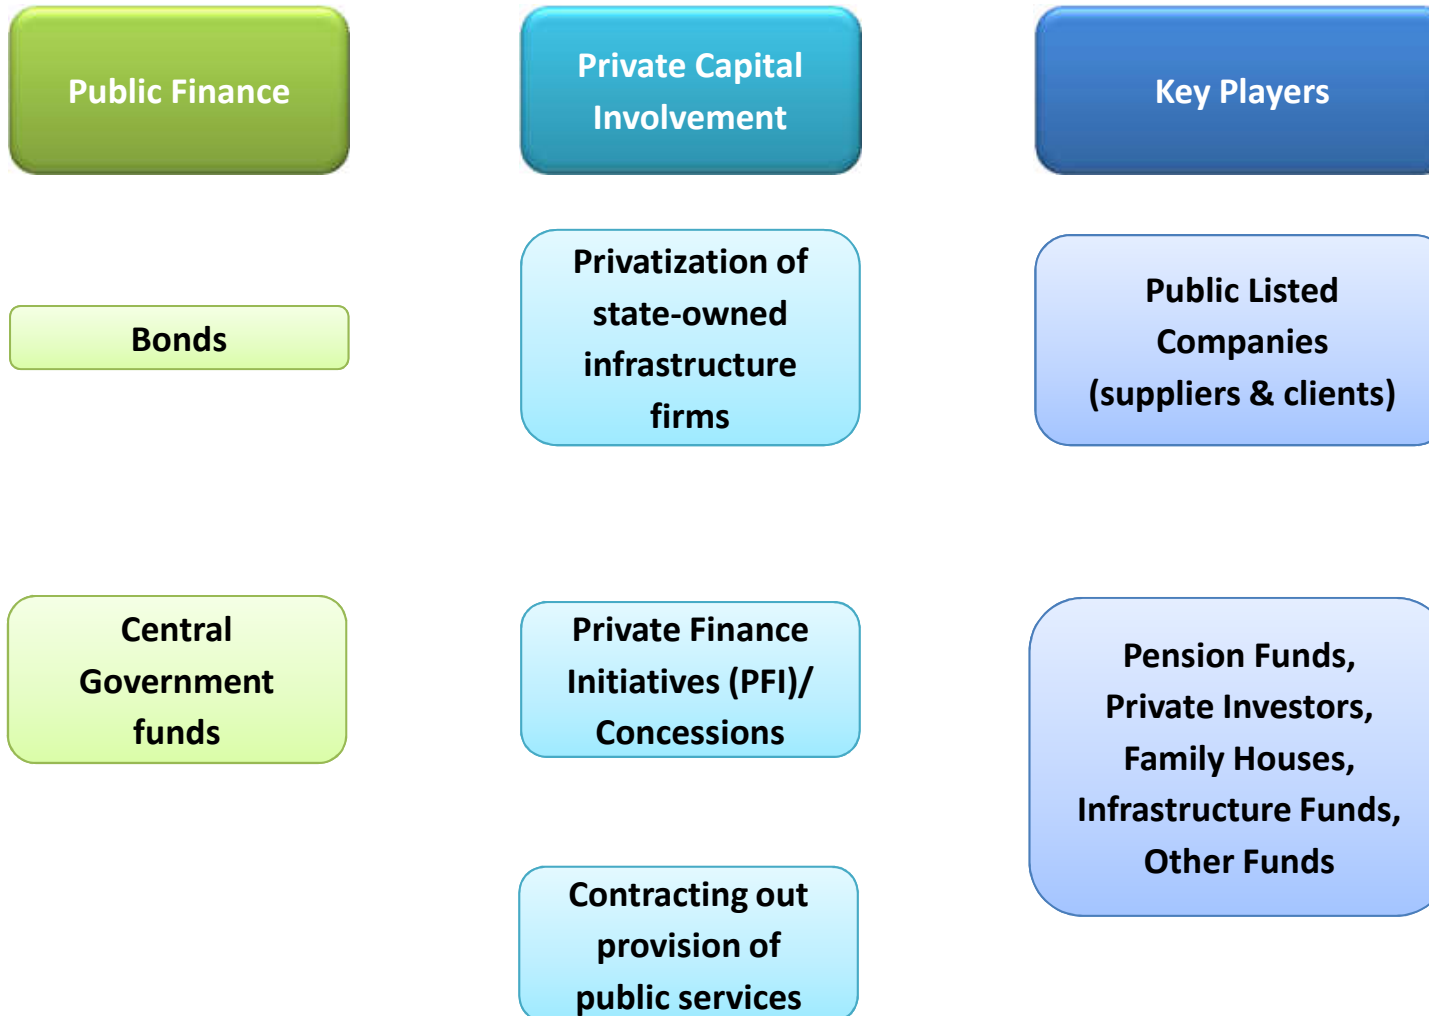 Public Finance
Private Capital
Involvement
Key Players
Bonds
Privatization of
state-owned
infrastructure
firms
Public Listed
Companies
(suppliers & clients)
Central
Government
funds
Private Finance
Initiatives (PFI)/
Concessions
Pension Funds,
Private Investors,
Family Houses,
Infrastructure Funds,
Other Funds
Contracting out
provision of
public services